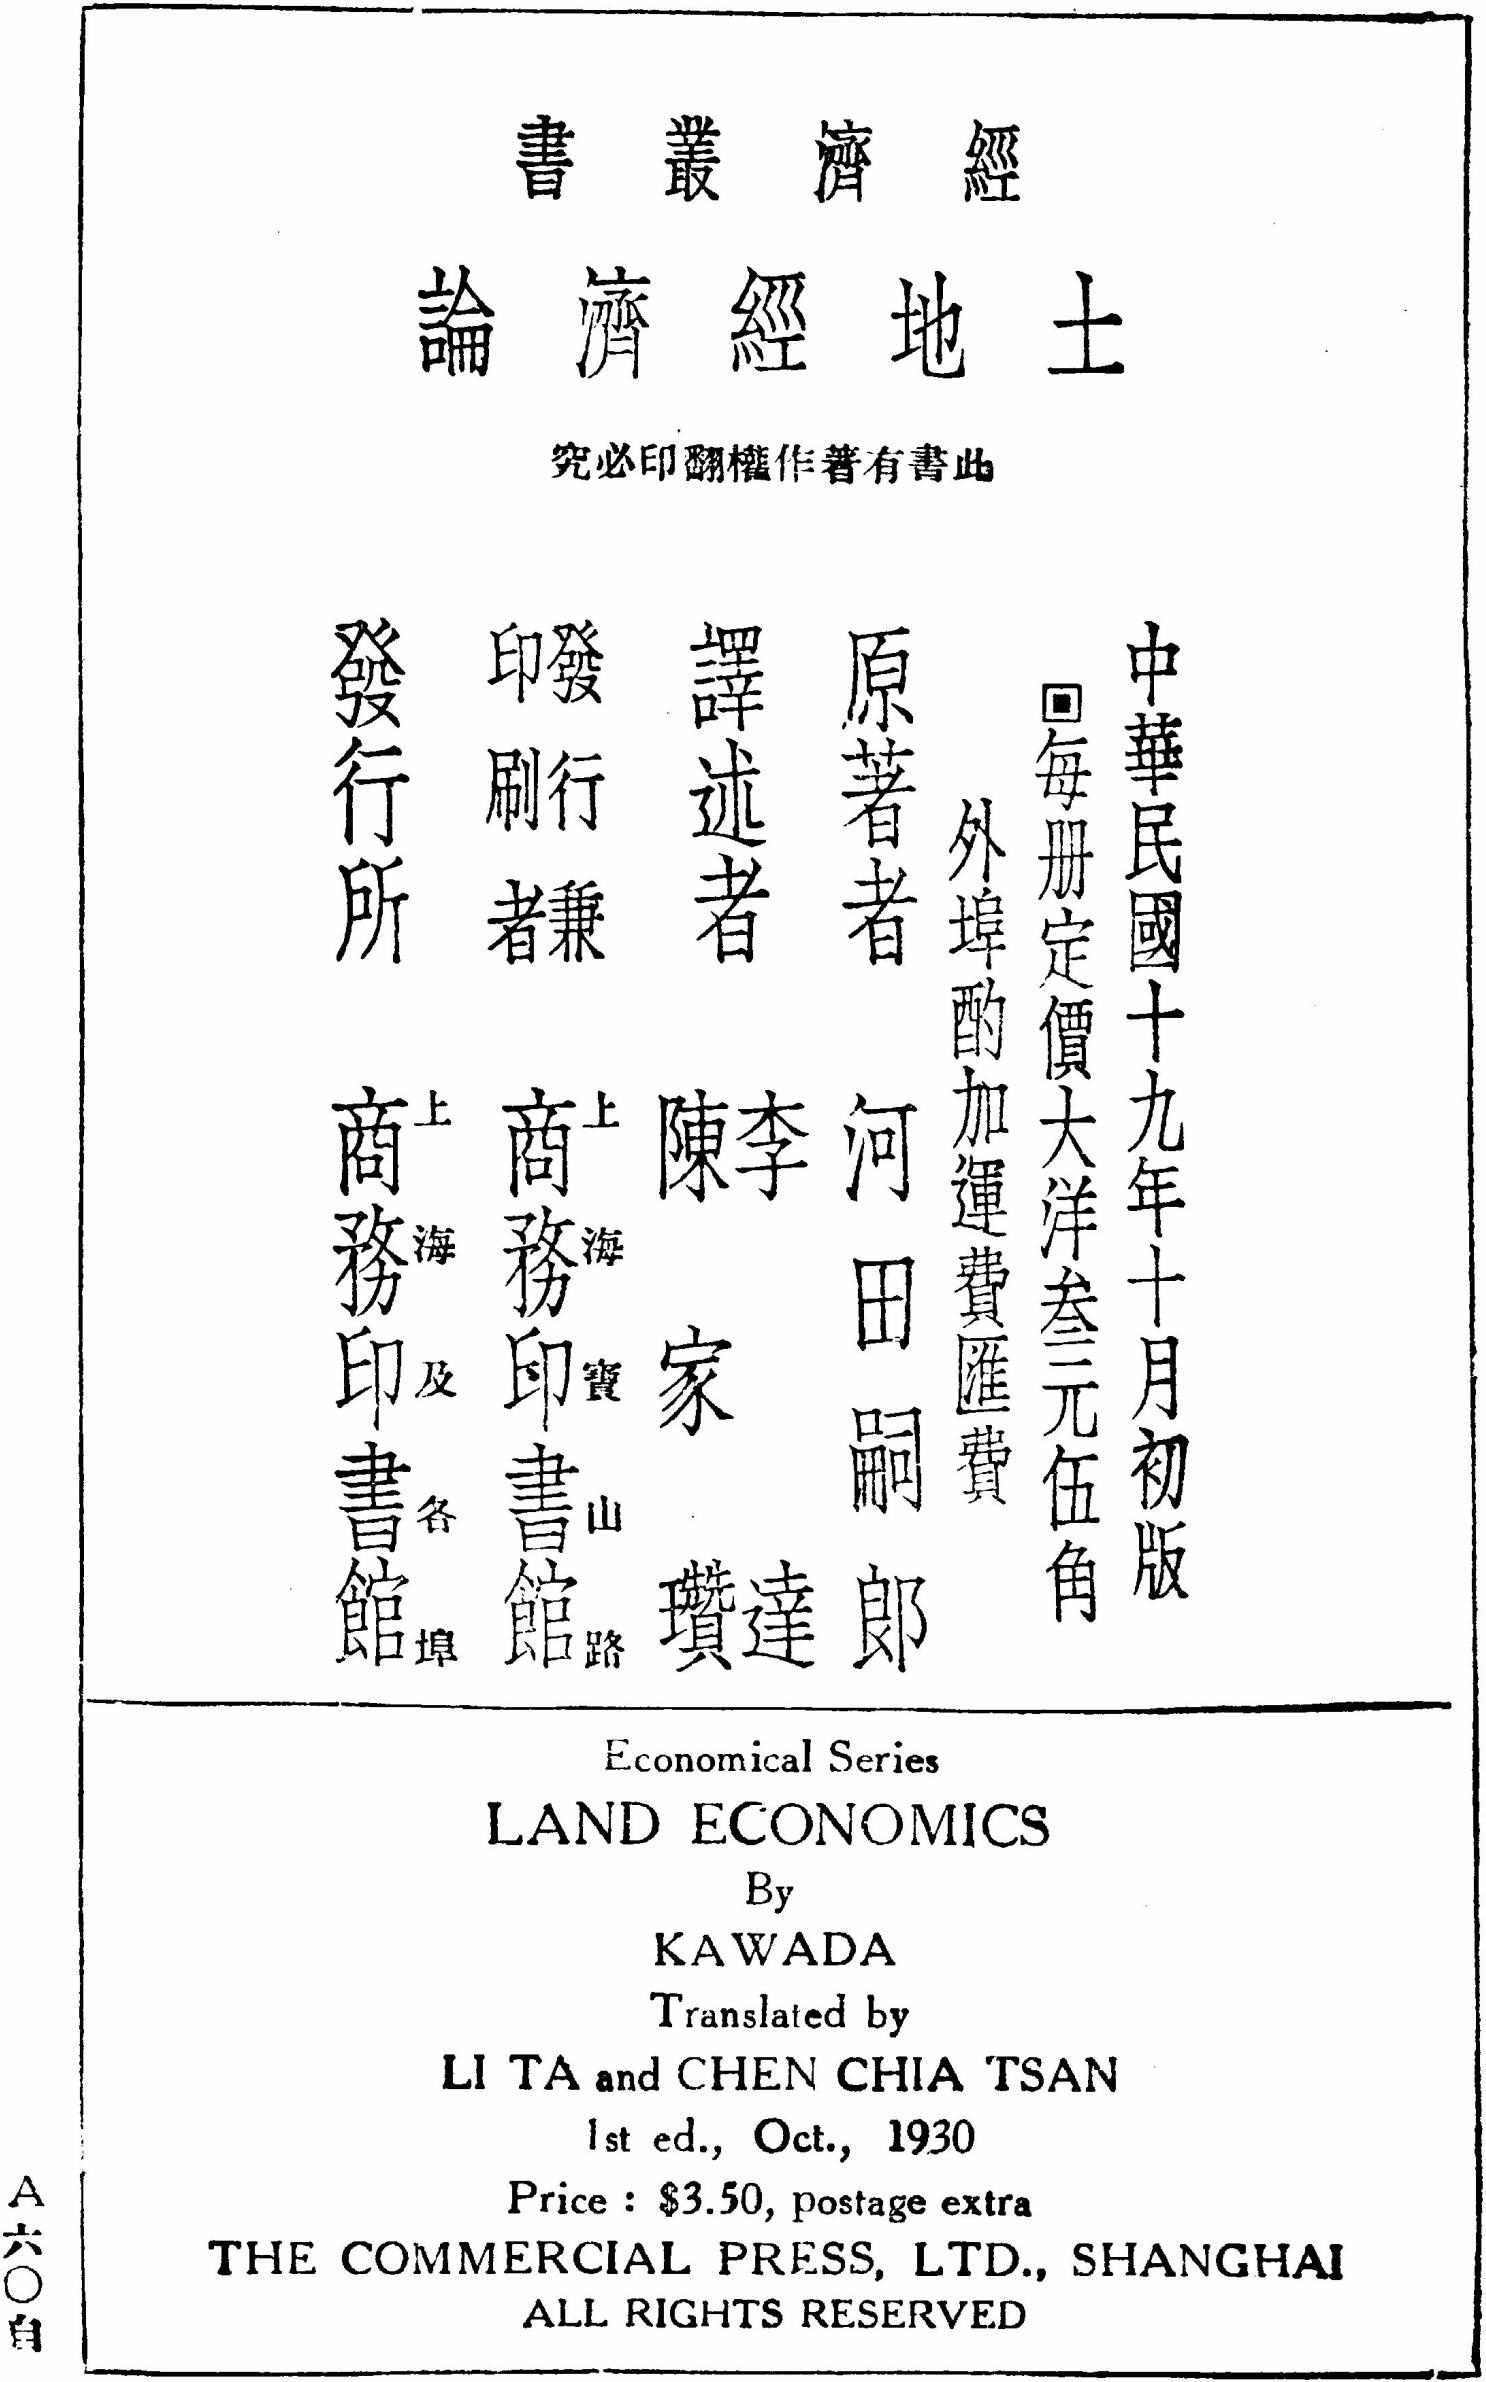 經濟叢書
土地經濟論
此書有著作權翻印必究
中華民國十九年十月初版
回每册定價大洋叁元伍角
外埠酌加運費匯費
原著者 河田嗣郎
譯述者 李達
陳家瓚
發行兼
印刷者 上海寶山路
商務印書館
發行所 上海及各埠
商務印書館
Economical Series
LAND ECONOMICS
By
KAWADA
Translated by
LI TA and CHEN CHIA TSAN
1st ed., Oct., 1930
Price : $3.50, postage extra
THE COMMERCIAL PRESS, LTD., SHANGHAI
ALL RIGHTS RESERVED
A六〇自